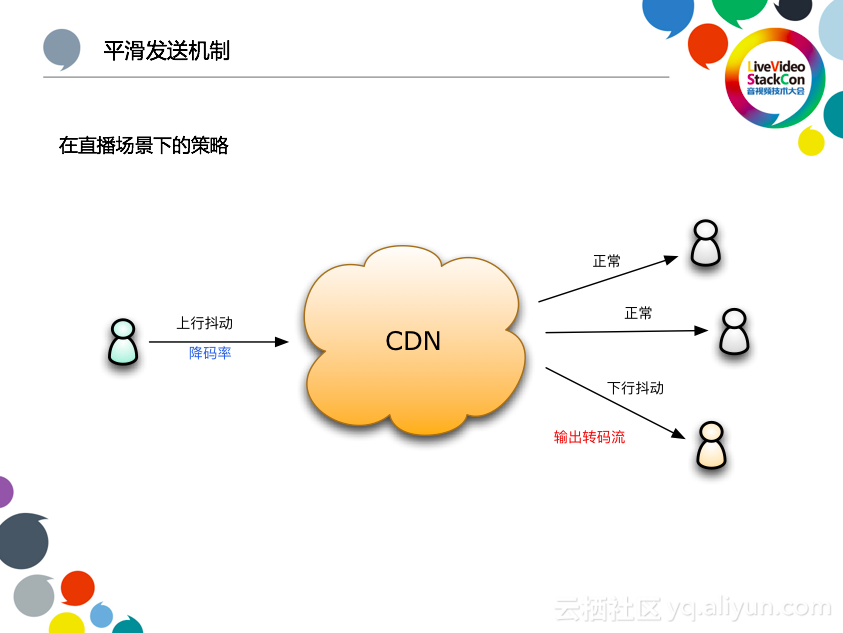 平滑发送机制
LiveVideo
StackCon
音视频技术大会
在直播场景下的策略
正常
上行抖动
降码率
CDN
正常
下行抖动
输出转码流
云栖社区 yq.aliyun.com